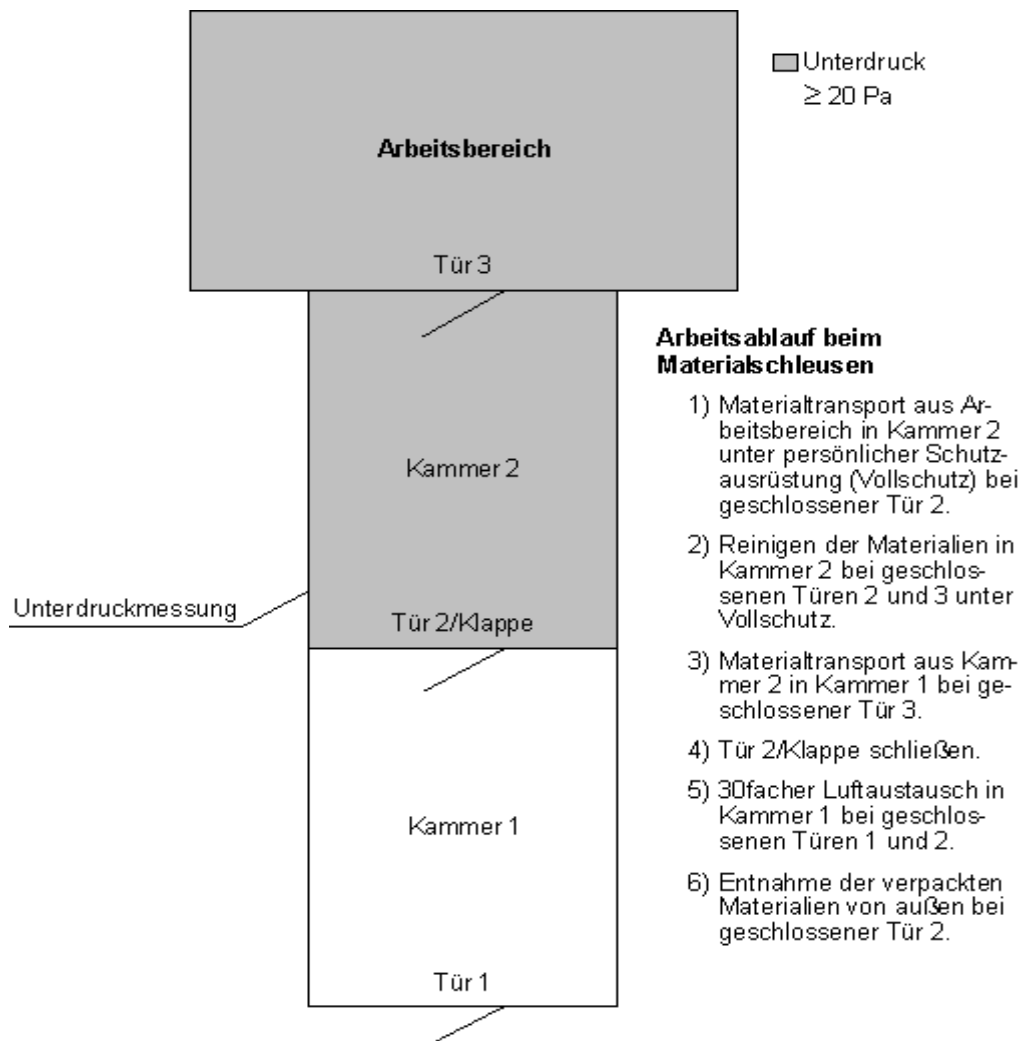 Unterdruck
≥ 20 Pa
Arbeitsbereich
Tür 3
Arbeitsablauf beim
Materialschleusen
1) Materialtransport aus Ar-
beitsbereich in Kammer 2
unter persönlicher Schutz-
ausrüstung (Vollschutz) bei
geschlossener Tür 2.
Kammer 2
2) Reinigen der Materialien in
Kammer 2 bei geschlos-
senen Türen 2 und 3 unter
Vollschutz.
Unterdruckmessung
Tür 2/Klappe
3) Materialtransport aus Kam-
mer 2 in Kammer 1 bei ge-
schlossener Tür 3.
4) Tür 2/Klappe schließen.
5) 30facher Luftaustausch in
Kammer 1 bei geschlos-
senen Türen 1 und 2.
Kammer 1
6) Entnahme der verpackten
Materialien von außen bei
geschlossener Tür 2.
Tür 1